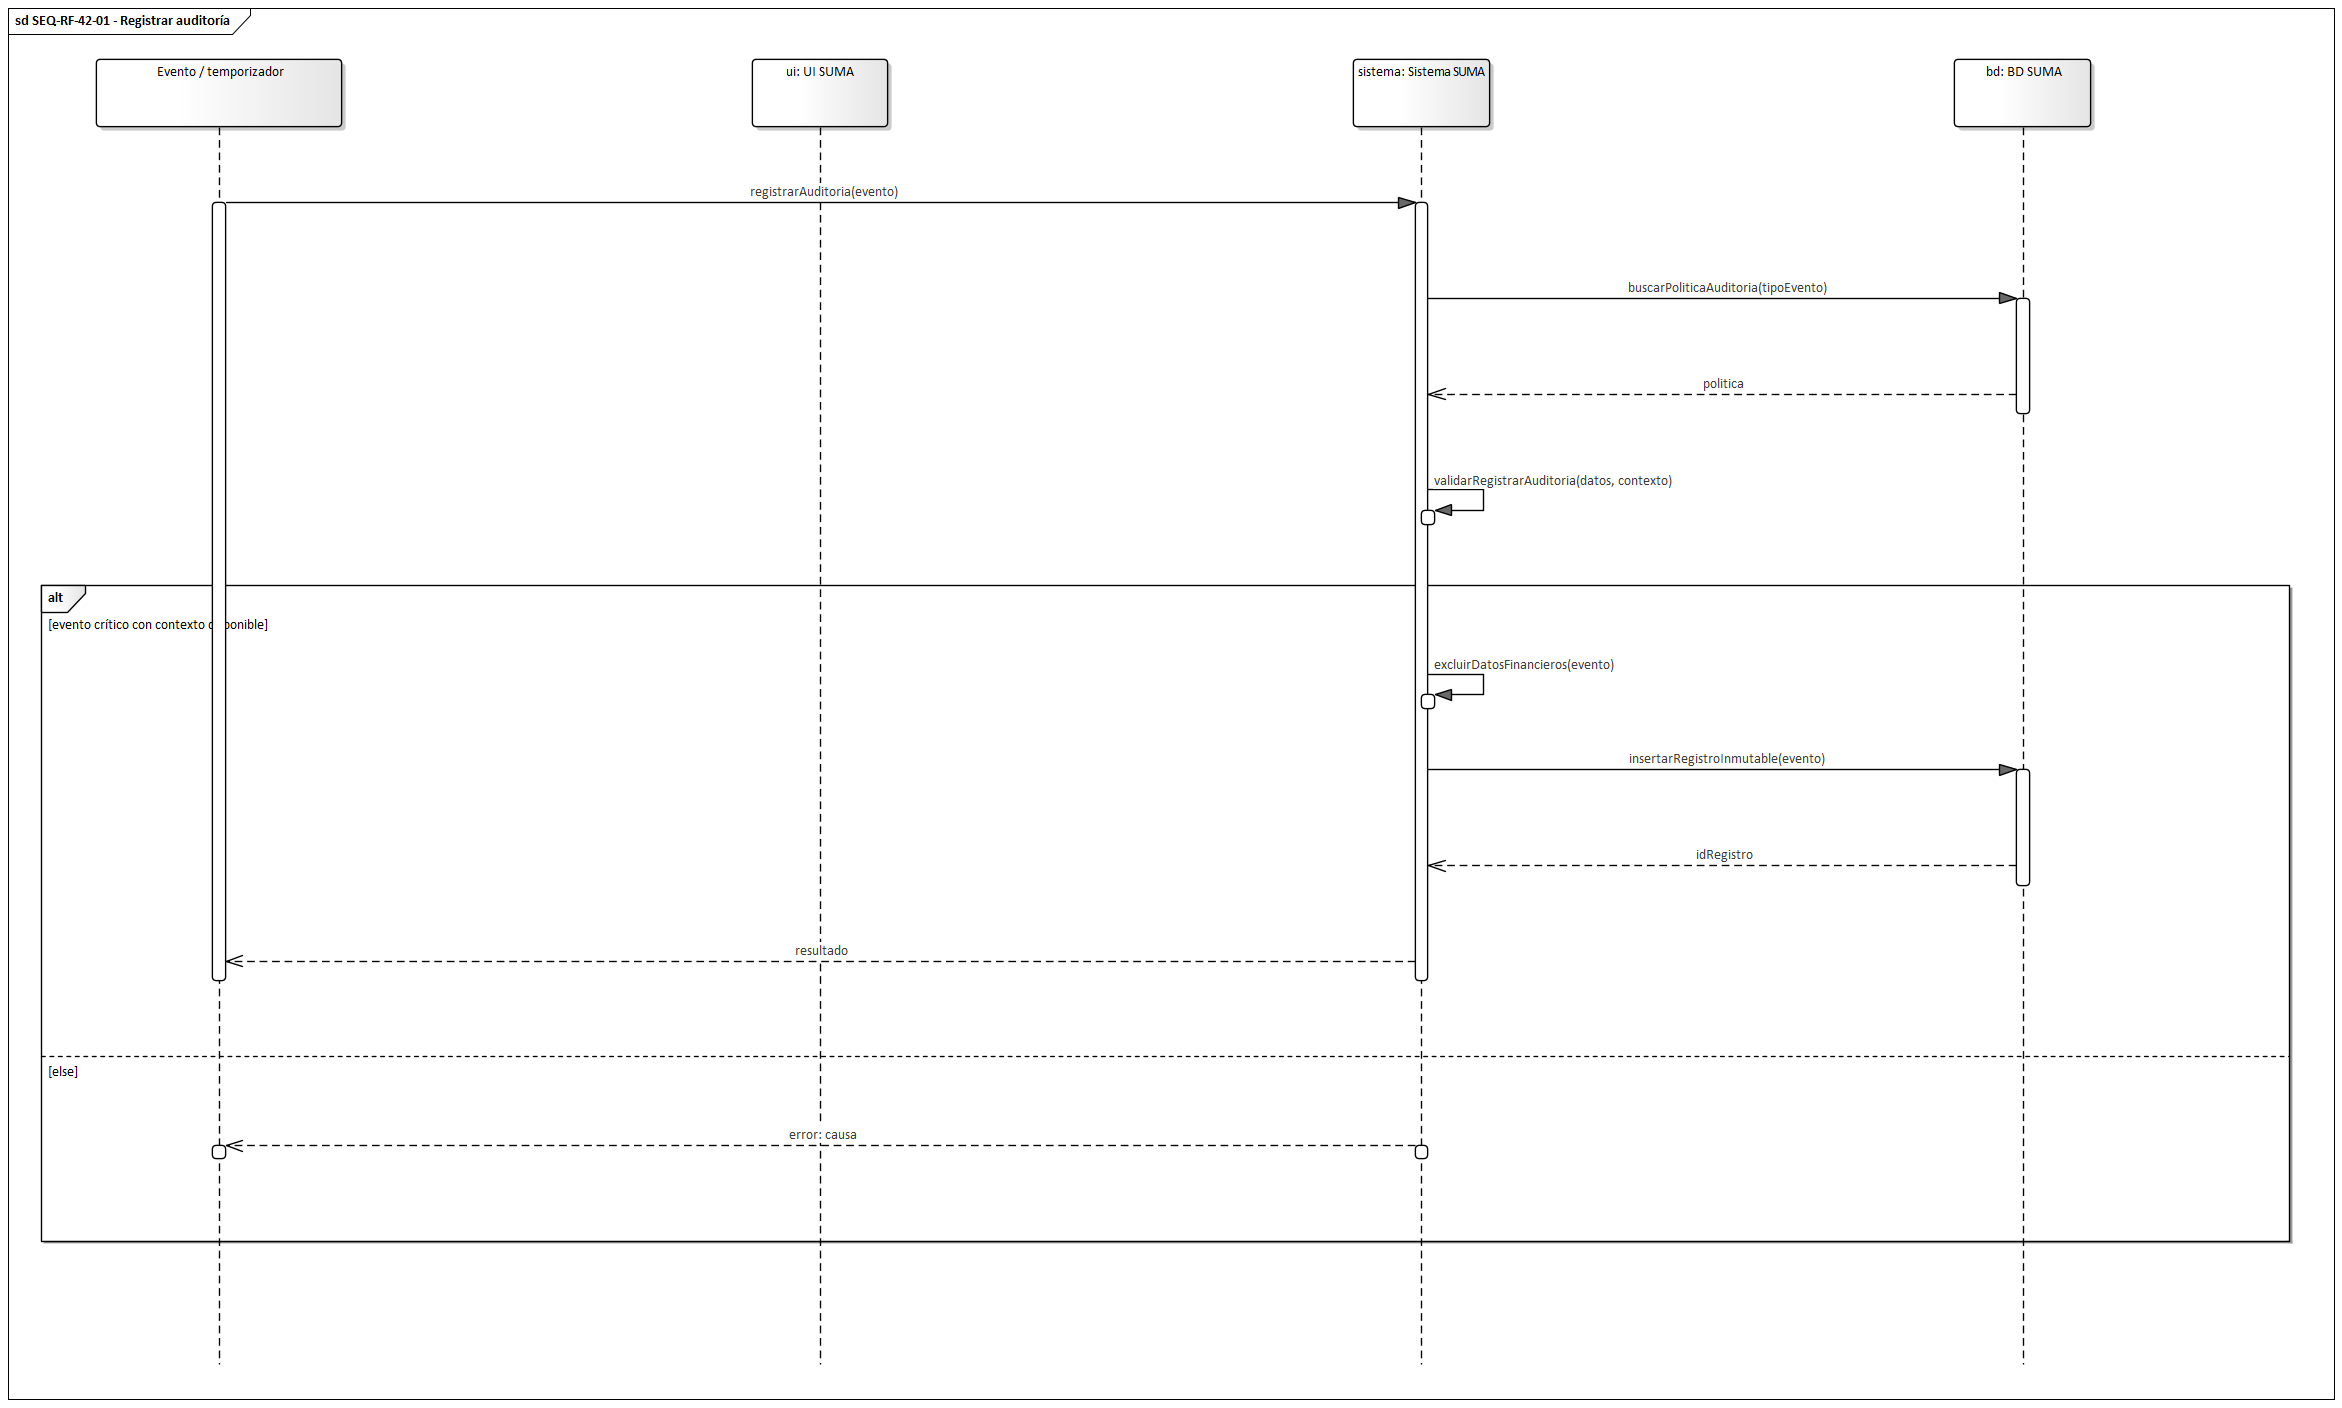 sd SEQ-RF-42-01 - Registrar auditoría
Evento / temporizador
ui: UI SUMA
sistema: Sistema SUMA
bd: BD SUMA
registrarAuditoria(evento)
buscarPoliticaAuditoria(tipoEvento)
politica
validarRegistrarAuditoria(datos, contexto)
alt
[evento crítico con contexto disponible]
excluirDatosFinancieros(evento)
insertarRegistroInmutable(evento)
idRegistro
resultado
[else]
error: causa